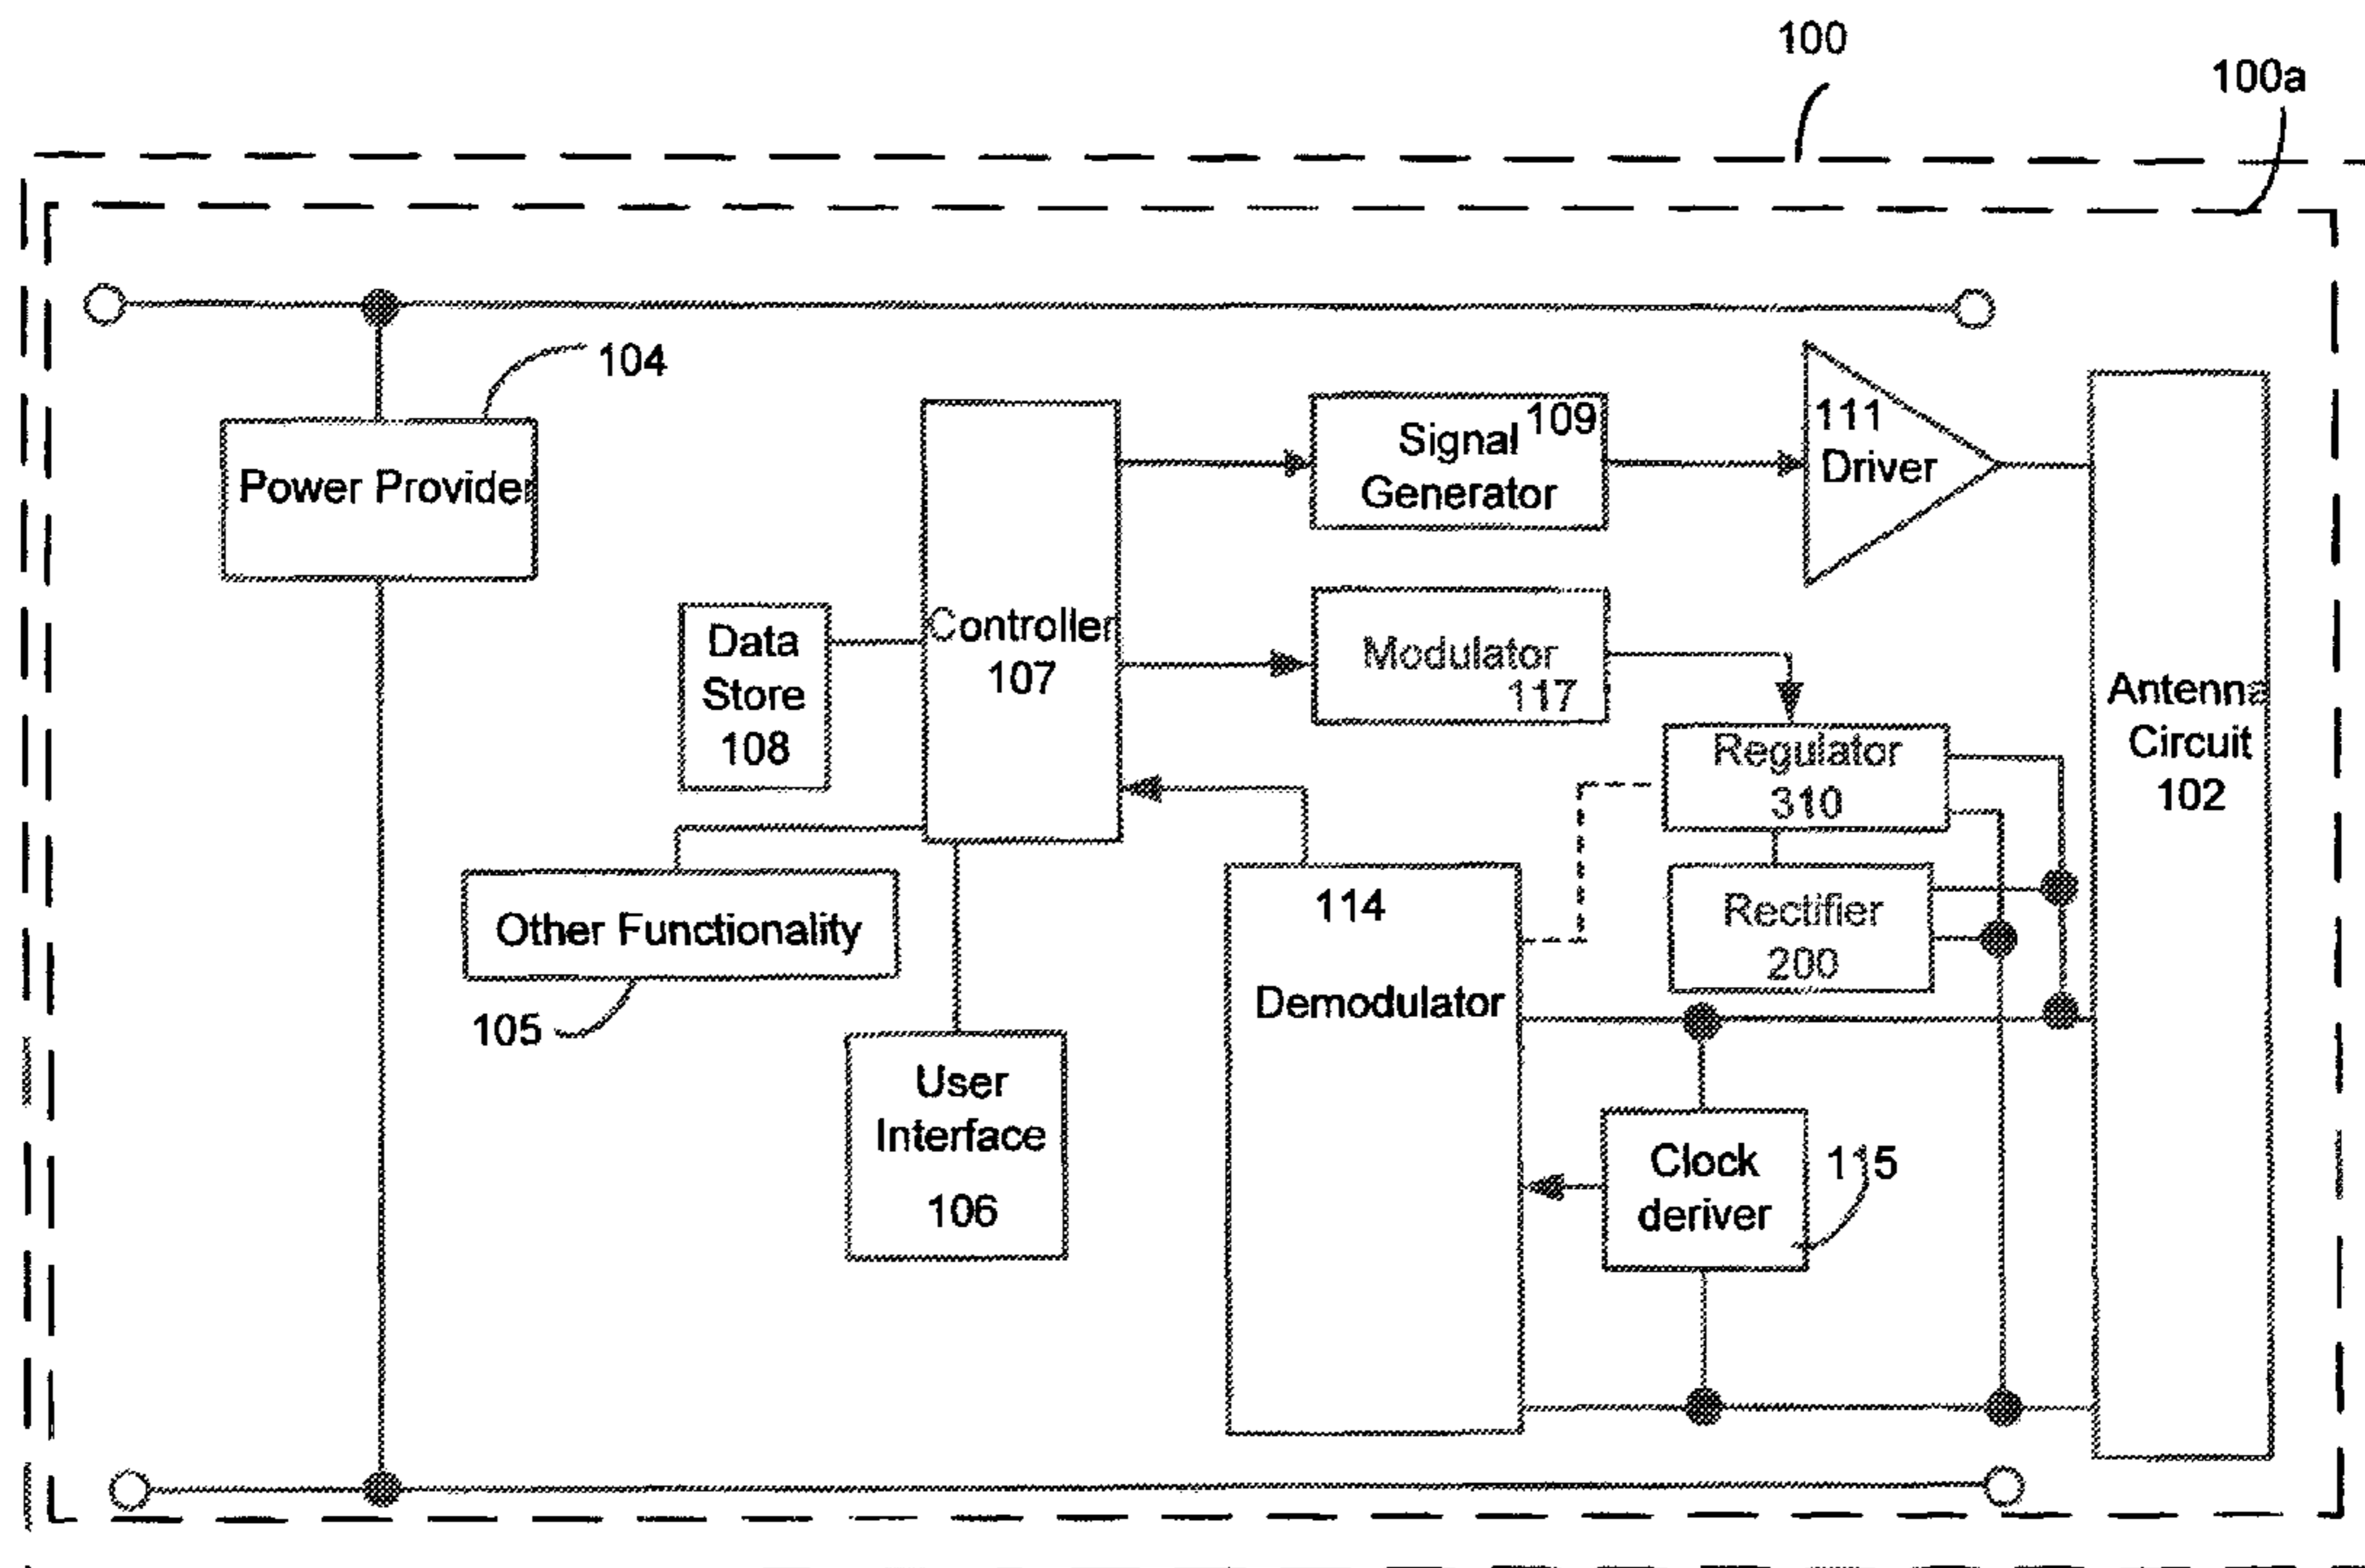 100
100a
104
Power Provider
109
Signal
Generator
111
Driver
Controller
107
Data
Store
108
Modulator
117
Regulator
310
Antenna
Circuit
102
114
Demodulator
Rectifier
200
Other Functionality
105
User
Interface
106
Clock
deriver
115